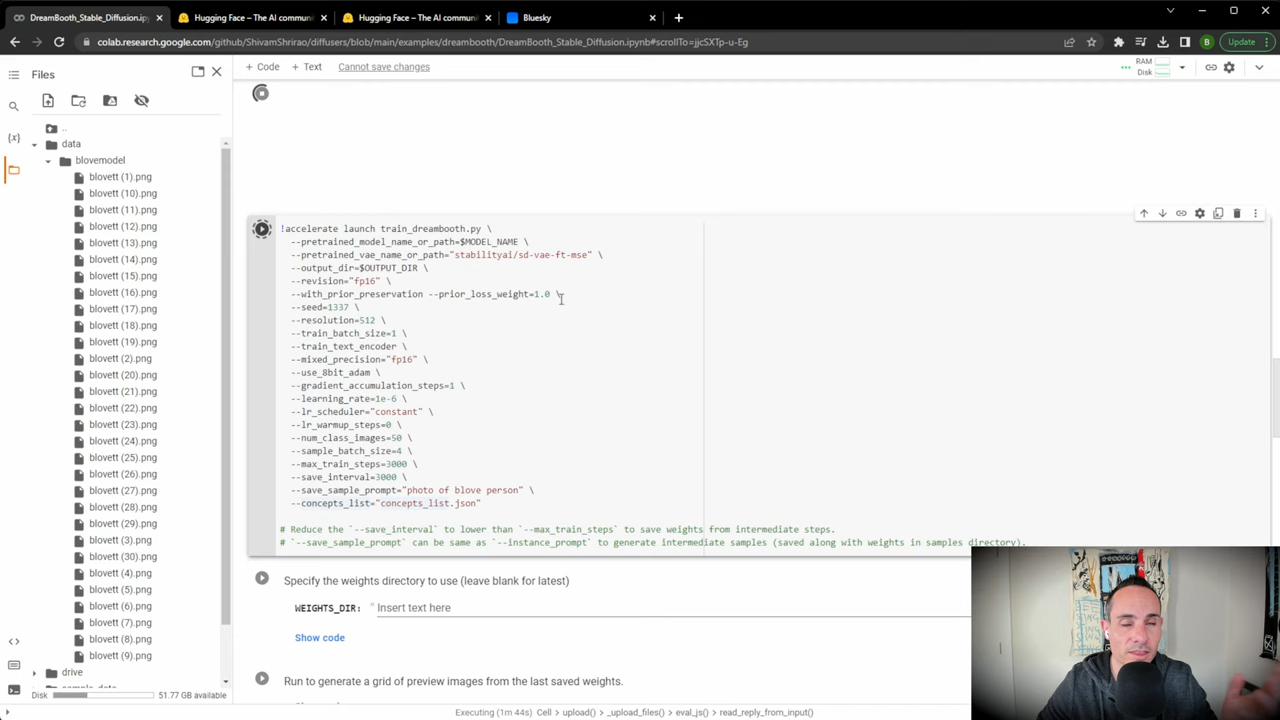 DreamBooth_Stable_Diffusion.ipyn
Hugging Face – The AI communi
Hugging Face – The AI communi
Bluesky
colab.research.google.com/github/ShivamShrirao/diffusers/blob/main/examples/dreambooth/DreamBooth_Stable_Diffusion.ipynb#scrollTo=jjcSXTp-u-Eg
B
Update
Files
+ Code + Text Cannot save changes
RAM
Disk
..
data
blovemodel
blovett (1).png
blovett (10).png
blovett (11).png
blovett (12).png
blovett (13).png
blovett (14).png
blovett (15).png
blovett (16).png
blovett (17).png
blovett (18).png
blovett (19).png
blovett (2).png
blovett (20).png
blovett (21).png
blovett (22).png
blovett (23).png
blovett (24).png
blovett (25).png
blovett (26).png
blovett (27).png
blovett (28).png
blovett (29).png
blovett (3).png
blovett (30).png
blovett (4).png
blovett (5).png
blovett (6).png
blovett (7).png
blovett (8).png
blovett (9).png
drive
Disk 51.77 GB available
!accelerate launch train_dreambooth.py \
--pretrained_model_name_or_path=$MODEL_NAME \
--pretrained_vae_name_or_path="stabilityai/sd-vae-ft-mse" \
--output_dir=$OUTPUT_DIR \
--revision="fp16" \
--with_prior_preservation --prior_loss_weight=1.0 \
--seed=1337 \
--resolution=512 \
--train_batch_size=1 \
--train_text_encoder \
--mixed_precision="fp16" \
--use_8bit_adam \
--gradient_accumulation_steps=1 \
--learning_rate=1e-6 \
--lr_scheduler="constant" \
--lr_warmup_steps=0 \
--num_class_images=50 \
--sample_batch_size=4 \
--max_train_steps=3000 \
--save_interval=3000 \
--save_sample_prompt="photo of blove person" \
--concepts_list="concepts_list.json"
# Reduce the `--save_interval` to lower than `--max_train_steps` to save weights from intermediate steps.
# `--save_sample_prompt` can be same as `--instance_prompt` to generate intermediate samples (saved along with weights in samples directory).
Specify the weights directory to use (leave blank for latest)
WEIGHTS_DIR: " Insert text here
Show code
Run to generate a grid of preview images from the last saved weights.
Executing (1m 44s) Cell > upload() > _upload_files() > eval_js() > read_reply_from_input()